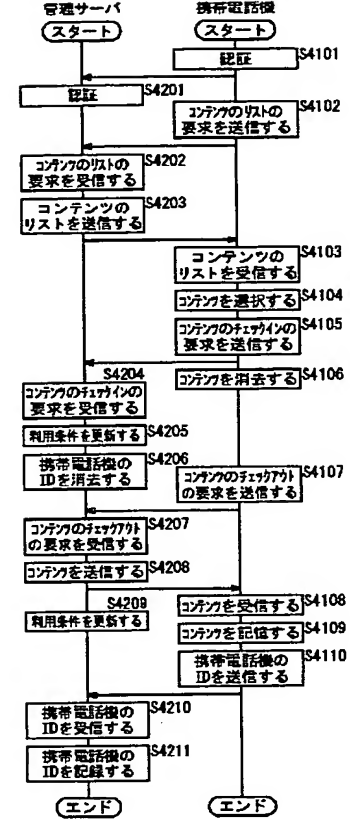 管理サーバ
携帯電話機
スタート
スタート
認証
S4101
認証
S4201
コンテンツのリストの
要求を送信する
S4102
コンテンツのリストの
要求を受信する
S4202
コンテンツの
リストを送信する
S4203
コンテンツの
リストを受信する
S4103
コンテンツを選択する
S4104
コンテンツのチェックインの
要求を送信する
S4105
コンテンツを消去する
S4106
S4204
コンテンツのチェックインの
要求を受信する
利用条件を更新する
S4205
携帯電話機の
IDを消去する
S4206
コンテンツのチェックアウト
の要求を送信する
S4107
コンテンツのチェックアウト
の要求を受信する
S4207
コンテンツを送信する
S4208
S4209
利用条件を更新する
コンテンツを受信する
S4108
コンテンツを記憶する
S4109
携帯電話機の
IDを送信する
S4110
携帯電話機の
IDを受信する
S4210
携帯電話機の
IDを記録する
S4211
エンド
エンド